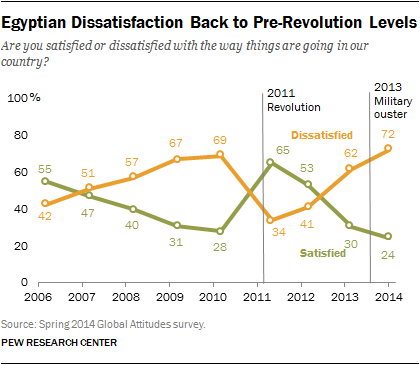 Egyptian Dissatisfaction Back to Pre-Revolution Levels
Are you satisfied or dissatisfied with the way things are going in our
country?
2011
Revolution
2013
Military
ouster
100%
80
60
40
20
0
Dissatisfied
42
51
57
67
69
34
41
62
72
55
47
40
31
28
65
53
30
24
Satisfied
2006 2007 2008 2009 2010 2011 2012 2013 2014
Source: Spring 2014 Global Attitudes survey.
PEW RESEARCH CENTER